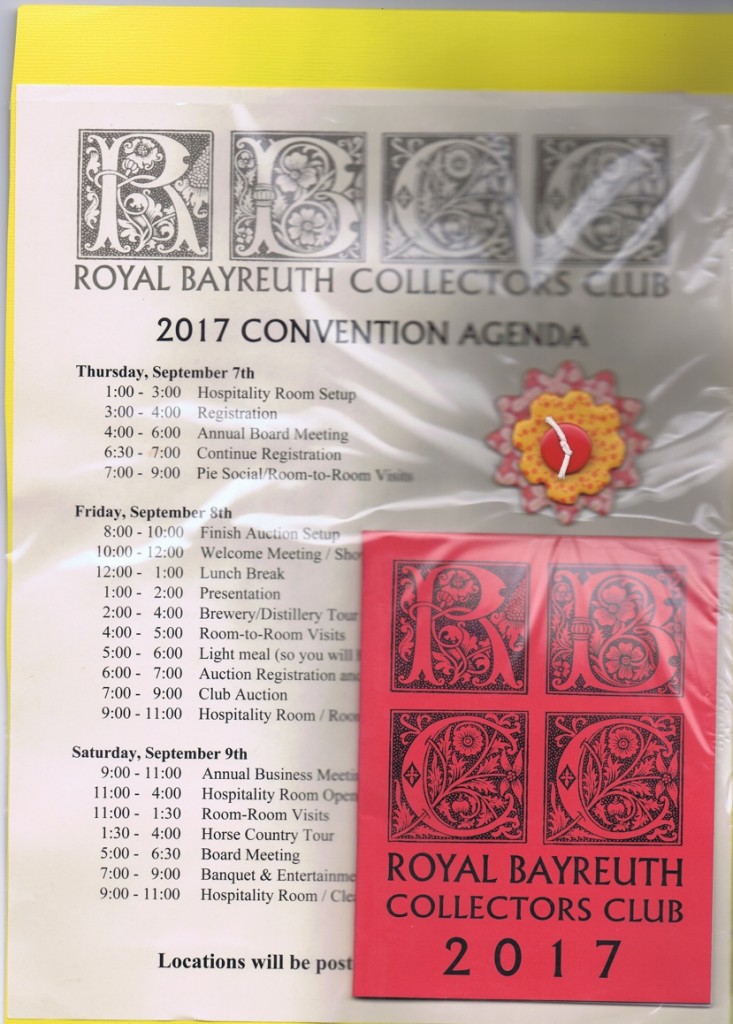 R B C C
ROYAL BAYREUTH COLLECTORS CLUB
2017 CONVENTION AGENDA
Thursday, September 7th
1:00 - 3:00 Hospitality Room Setup
3:00 - 4:00 Registration
4:00 - 6:00 Annual Board Meeting
6:30 - 7:00 Continue Registration
7:00 - 9:00 Pie Social/Room-to-Room Visits
Friday, September 8th
8:00 - 10:00 Finish Auction Setup
10:00 - 12:00 Welcome Meeting / Sho
12:00 - 1:00 Lunch Break
1:00 - 2:00 Presentation
2:00 - 4:00 Brewery/Distillery Tour
4:00 - 5:00 Room-to-Room Visits
5:00 - 6:00 Light meal (so you will
6:00 - 7:00 Auction Registration and
7:00 - 9:00 Club Auction
9:00 - 11:00 Hospitality Room / Roo
Saturday, September 9th
9:00 - 11:00 Annual Business Meeti
11:00 - 4:00 Hospitality Room Open
11:00 - 1:30 Room-Room Visits
1:30 - 4:00 Horse Country Tour
5:00 - 6:30 Board Meeting
7:00 - 9:00 Banquet & Entertainme
9:00 - 11:00 Hospitality Room / Cle
Locations will be post
R B
C C
ROYAL BAYREUTH
COLLECTORS CLUB
2017